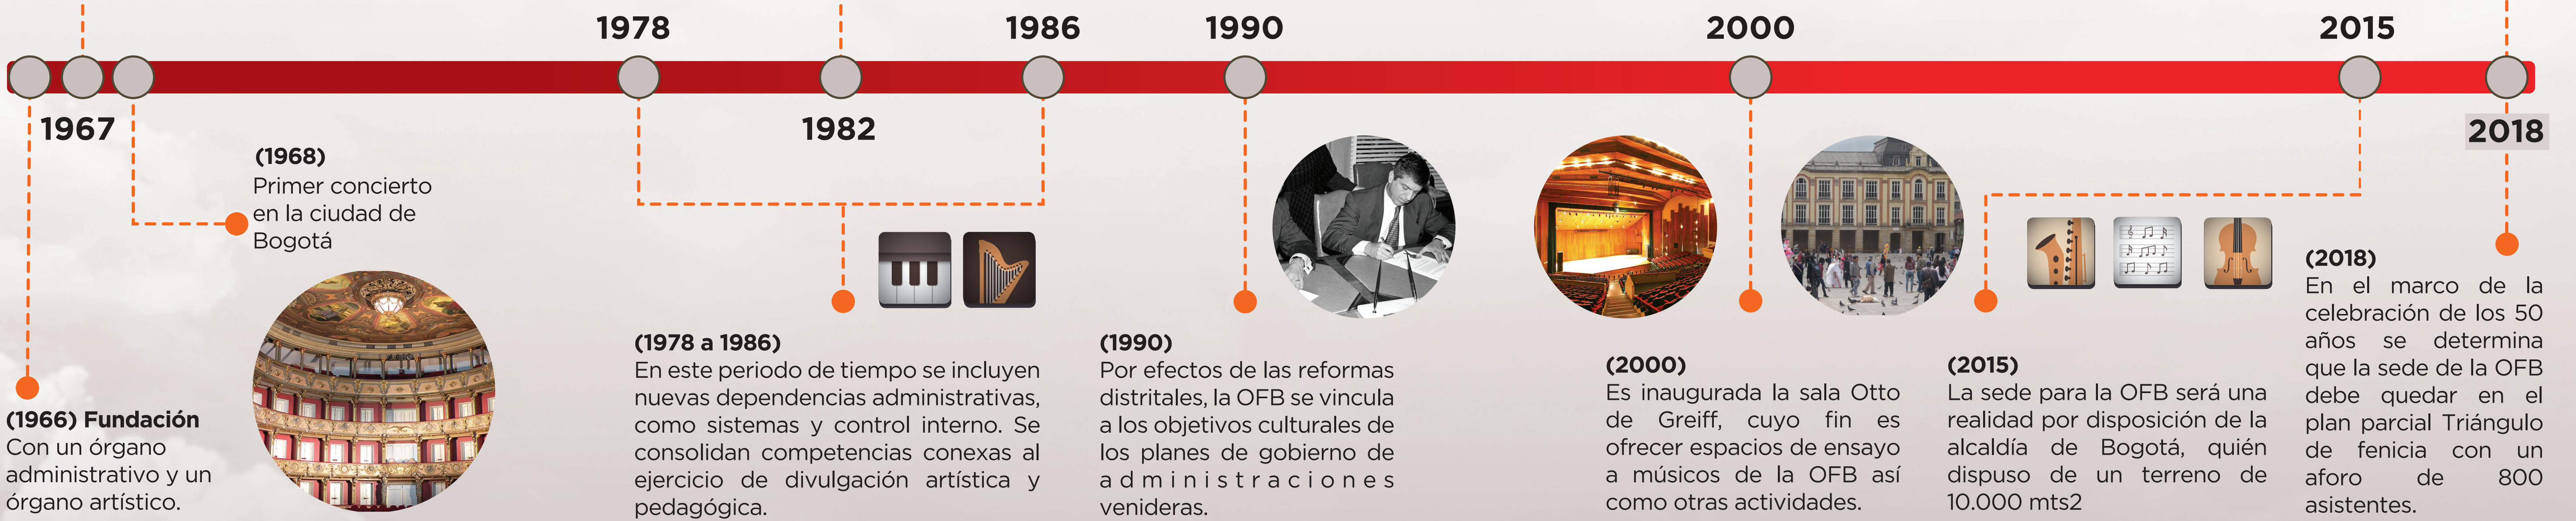 1978
1986
1990
2000
2015
1967
1982
2018
(1968)
Primer concierto
en la ciudad de
Bogotá
(1966) Fundación
Con un órgano
administrativo y un
órgano artístico.
(1978 a 1986)
En este periodo de tiempo se incluyen
nuevas dependencias administrativas,
como sistemas y control interno. Se
consolidan competencias conexas al
ejercicio de divulgación artística y
pedagógica.
(1990)
Por efectos de las reformas
distritales, la OFB se vincula
a los objetivos culturales de
los planes de gobierno de
administraciones
venideras.
(2000)
Es inaugurada la sala Otto
de Greiff, cuyo fin es
ofrecer espacios de ensayo
a músicos de la OFB así
como otras actividades.
(2015)
La sede para la OFB será una
realidad por disposición de la
alcaldía de Bogotá, quién
dispuso de un terreno de
10.000 mts2
(2018)
En el marco de la
celebración de los 50
años se determina
que la sede de la OFB
debe quedar en el
plan parcial Triángulo
de fenicia con un
aforo de 800
asistentes.